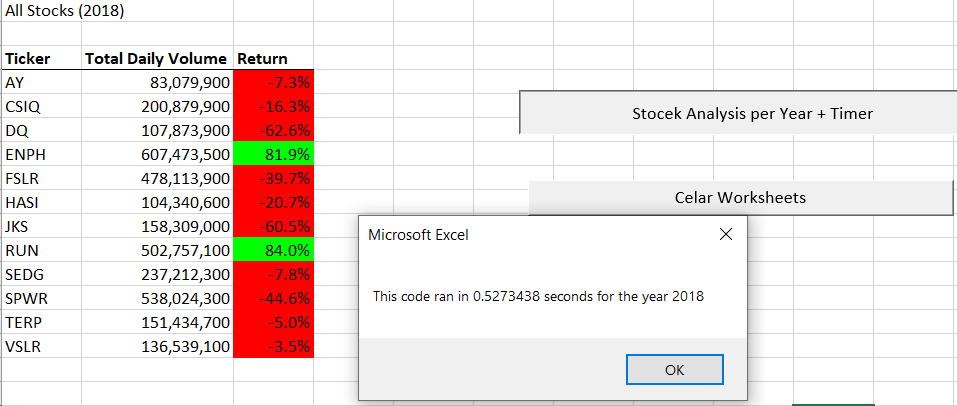 All Stocks (2018)
Ticker Total Daily Volume Return
AY 83,079,900 -7.3%
CSIQ 200,879,900 -16.3%
DQ 107,873,900 -62.6%
ENPH 607,473,500 81.9%
FSLR 478,113,900 -39.7%
HASI 104,340,600 -20.7%
JKS 158,309,000 -60.5%
RUN 502,757,100 84.0%
SEDG 237,212,300 -7.8%
SPWR 538,024,300 -44.6%
TERP 151,434,700 -5.0%
VSLR 136,539,100 -3.5%
Stocek Analysis per Year + Timer
Celar Worksheets
Microsoft Excel
This code ran in 0.5273438 seconds for the year 2018
OK